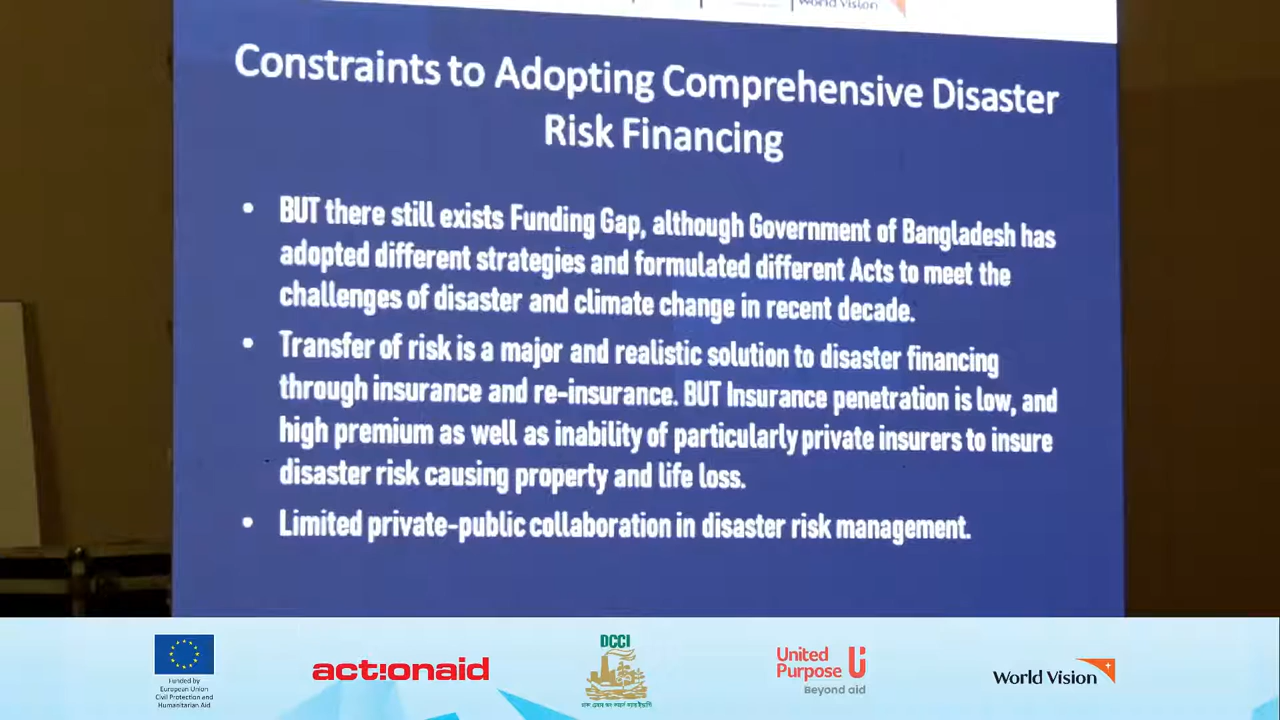 World Vision
Constraints to Adopting Comprehensive Disaster
Risk Financing
• BUT there still exists Funding Gap, although Government of Bangladesh has
adopted different strategies and formulated different Acts to meet the
challenges of disaster and climate change in recent decade.
• Transfer of risk is a major and realistic solution to disaster financing
through insurance and re-insurance. BUT Insurance penetration is low, and
high premium as well as inability of particularly private insurers to insure
disaster risk causing property and life loss.
• Limited private-public collaboration in disaster risk management.
Funded by
European Union
Civil Protection and
Humanitarian Aid
act!onaid
DCCI
United
Purpose
Beyond aid
World Vision